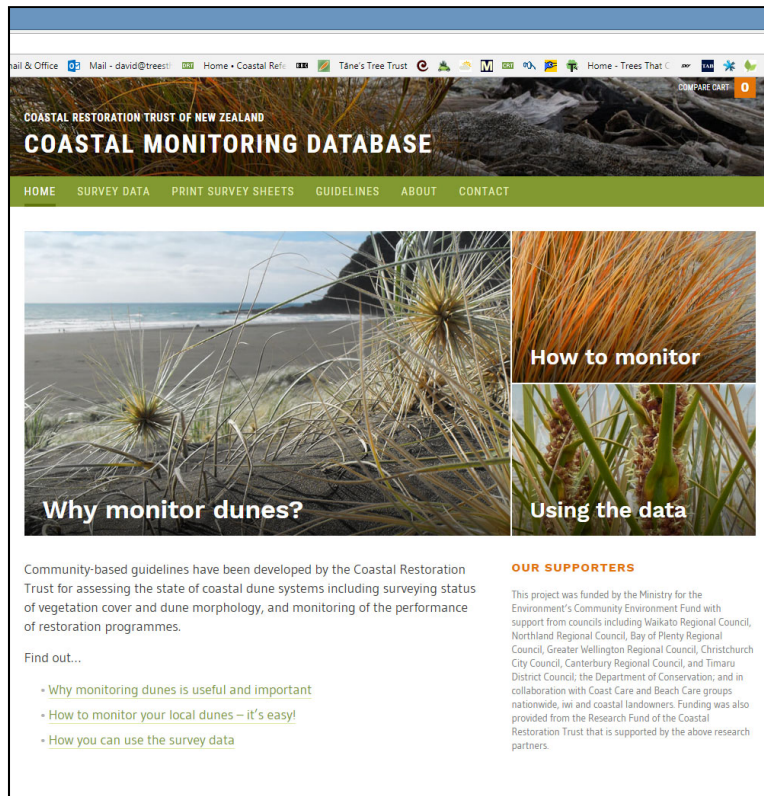 ail & Office Mail - david@treest Home • Coastal Refe Tāne's Tree Trust Home - Trees That C
COMPARE CART 0
COASTAL RESTORATION TRUST OF NEW ZEALAND
COASTAL MONITORING DATABASE
HOME SURVEY DATA PRINT SURVEY SHEETS GUIDELINES ABOUT CONTACT
How to monitor
Why monitor dunes?
Using the data
Community-based guidelines have been developed by the Coastal Restoration
Trust for assessing the state of coastal dune systems including surveying status
of vegetation cover and dune morphology, and monitoring of the performance
of restoration programmes.
Find out...
• Why monitoring dunes is useful and important
• How to monitor your local dunes – it's easy!
• How you can use the survey data
OUR SUPPORTERS
This project was funded by the Ministry for the
Environment's Community Environment Fund with
support from councils including Waikato Regional Council,
Northland Regional Council, Bay of Plenty Regional
Council, Greater Wellington Regional Council, Christchurch
City Council, Canterbury Regional Council, and Timaru
District Council; the Department of Conservation; and in
collaboration with Coast Care and Beach Care groups
nationwide, iwi and coastal landowners. Funding was also
provided from the Research Fund of the Coastal
Restoration Trust that is supported by the above research
partners.